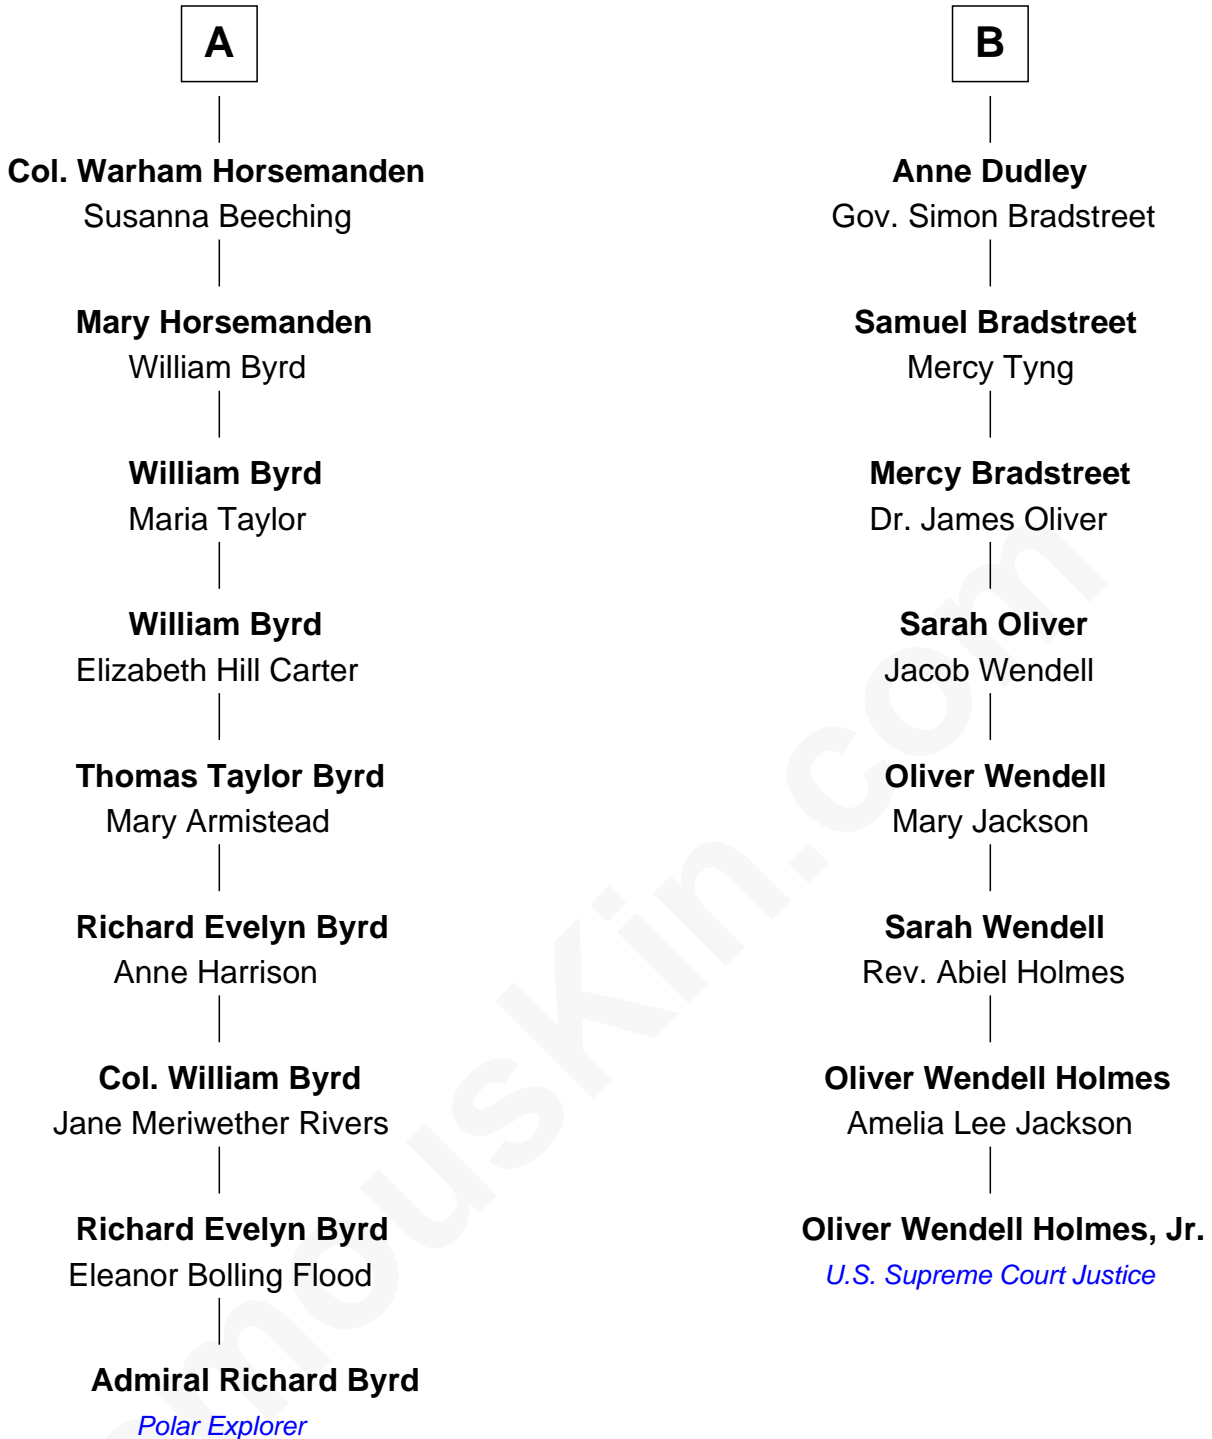 A
Col. Warham Horsemanden
Susanna Beeching
Mary Horsemanden
William Byrd
William Byrd
Maria Taylor
William Byrd
Elizabeth Hill Carter
Thomas Taylor Byrd
Mary Armistead
Richard Evelyn Byrd
Anne Harrison
Col. William Byrd
Jane Meriwether Rivers
Richard Evelyn Byrd
Eleanor Bolling Flood
Admiral Richard Byrd
Polar Explorer
B
Anne Dudley
Gov. Simon Bradstreet
Samuel Bradstreet
Mercy Tyng
Mercy Bradstreet
Dr. James Oliver
Sarah Oliver
Jacob Wendell
Oliver Wendell
Mary Jackson
Sarah Wendell
Rev. Abiel Holmes
Oliver Wendell Holmes
Amelia Lee Jackson
Oliver Wendell Holmes, Jr.
U.S. Supreme Court Justice
mousKin.com